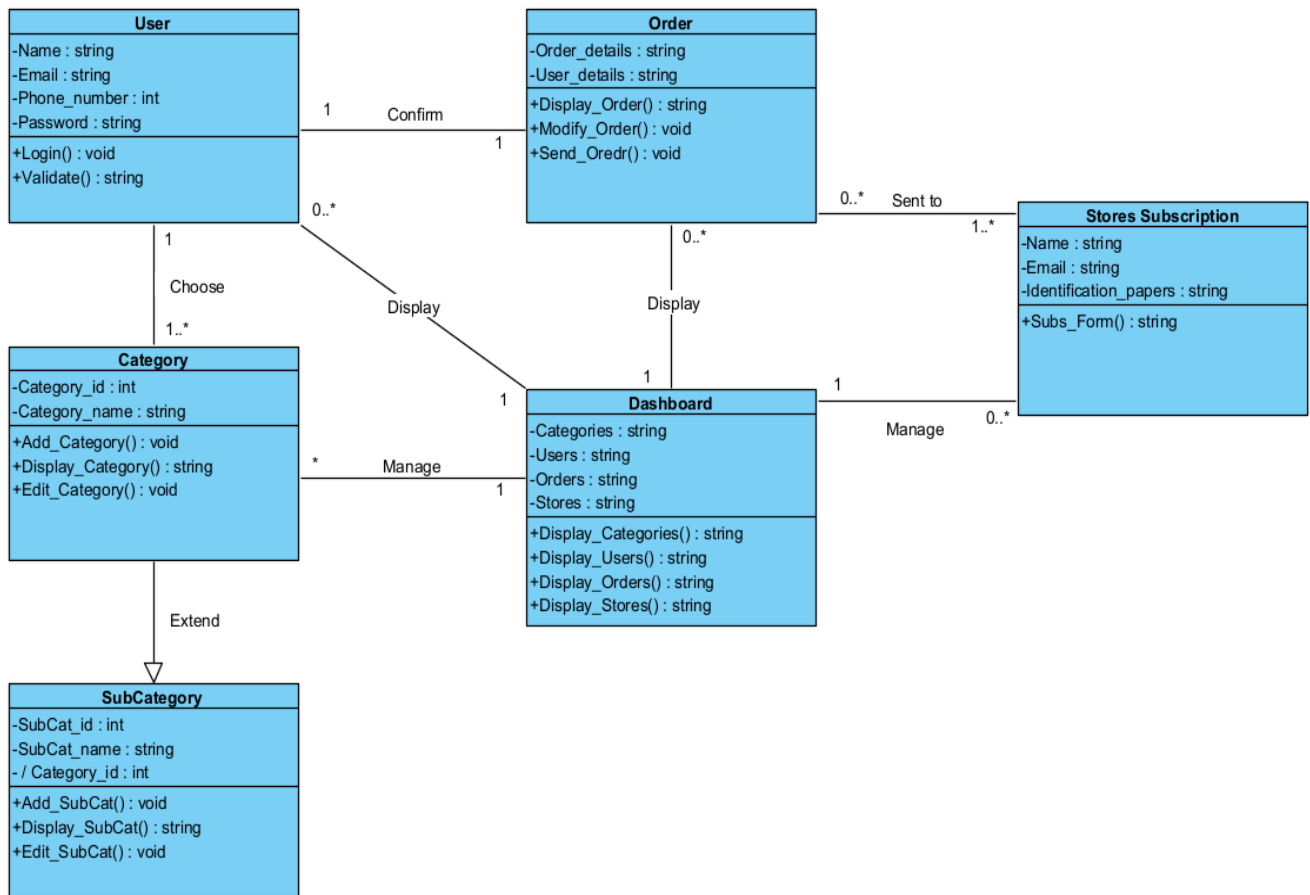 User
-Name : string
-Email : string
-Phone_number : int
-Password : string
+Login() : void
+Validate() : string
1
Confirm
1
Order
-Order_details : string
-User_details : string
+Display_Order() : string
+Modify_Order() : void
+Send_Oredr() : void
0..*
Sent to
1..*
Stores Subscription
-Name : string
-Email : string
-Identification_papers : string
+Subs_Form() : string
1
Choose
1..*
0..*
Display
1
0..*
Display
1
Category
-Category_id : int
-Category_name : string
+Add_Category() : void
+Display_Category() : string
+Edit_Category() : void
*
Manage
1
Dashboard
-Categories : string
-Users : string
-Orders : string
-Stores : string
+Display_Categories() : string
+Display_Users() : string
+Display_Orders() : string
+Display_Stores() : string
1
Manage
0..*
Extend
SubCategory
-SubCat_id : int
-SubCat_name : string
- / Category_id : int
+Add_SubCat() : void
+Display_SubCat() : string
+Edit_SubCat() : void